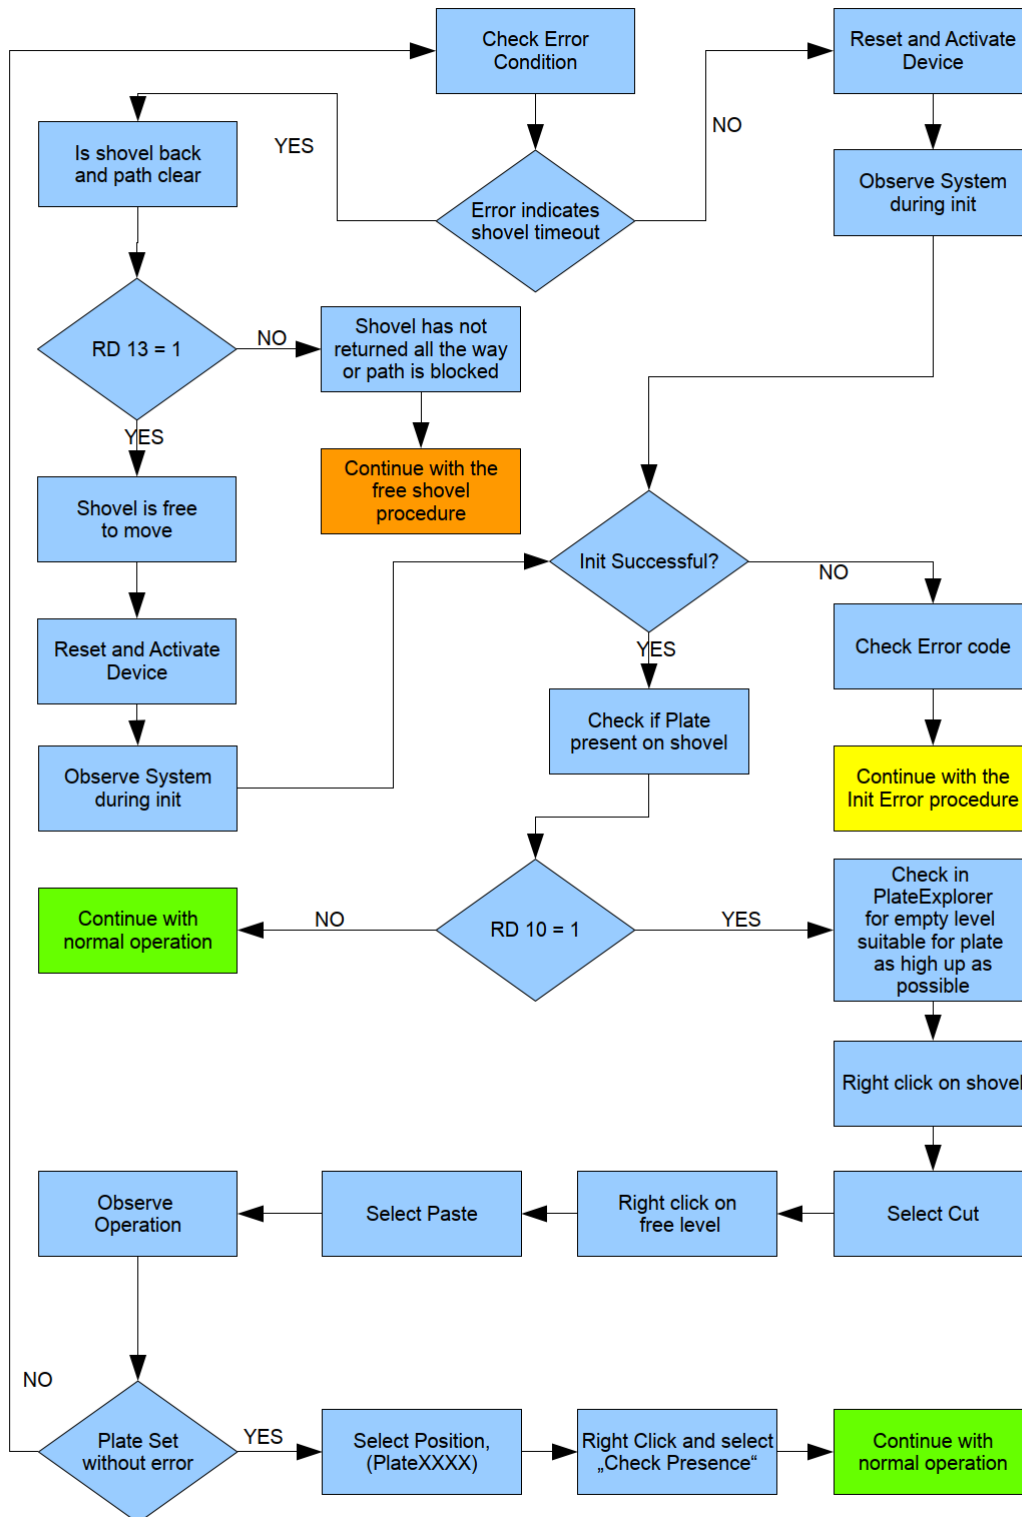 Check Error
Condition
Reset and Activate
Device
NO
YES
Is shovel back
and path clear
Error indicates
shovel timeout
Observe System
during init
RD 13 = 1
NO
Shovel has not
returned all the way
or path is blocked
YES
Continue with the
free shovel
procedure
Shovel is free
to move
Init Successful?
NO
Reset and Activate
Device
YES
Check Error code
Check if Plate
present on shovel
Observe System
during init
Continue with the
Init Error procedure
Continue with
normal operation
NO
RD 10 = 1
YES
Check in
PlateExplorer
for empty level
suitable for plate
as high up as
possible
Right click on shovel
Observe
Operation
Select Paste
Right click on
free level
Select Cut
NO
Plate Set
without error
YES
Select Position,
(PlateXXXX)
Right Click and select
„Check Presence“
Continue with
normal operation